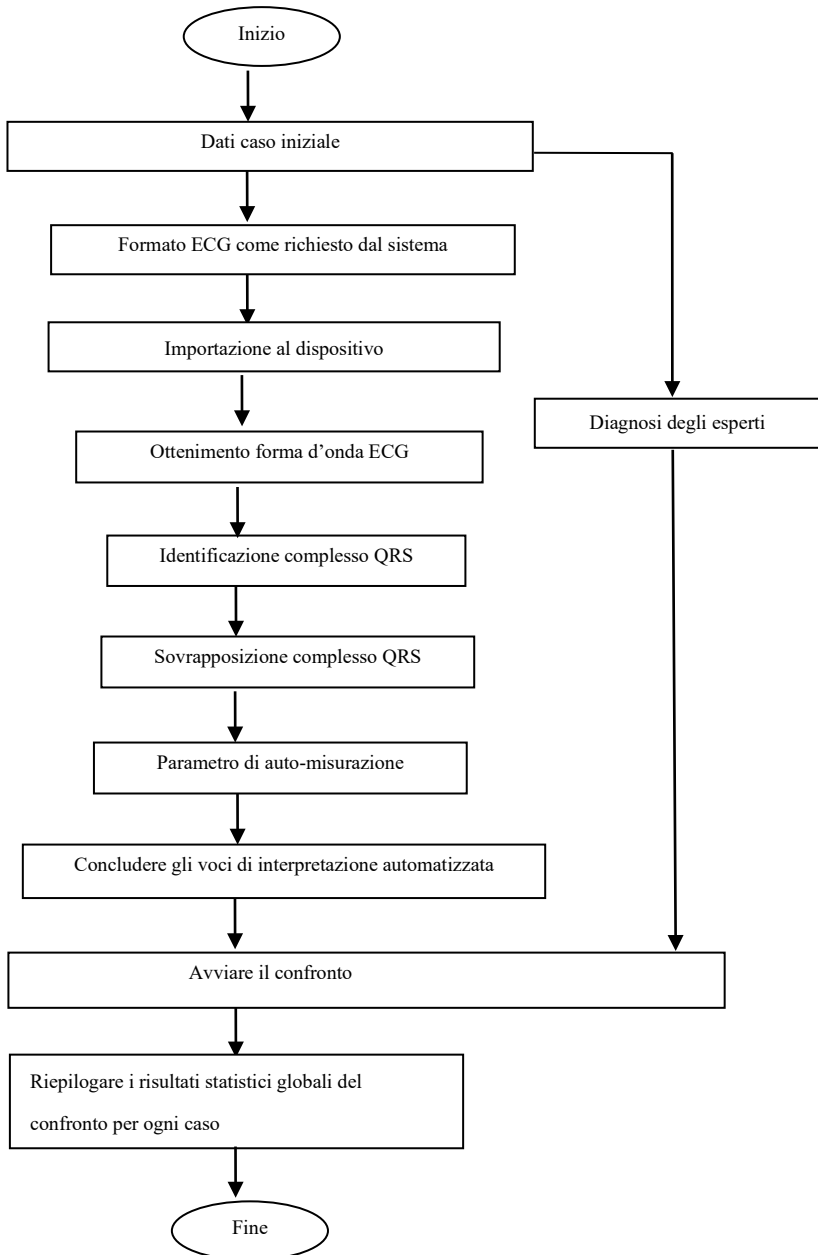 Inizio
Dati caso iniziale
Formato ECG come richiesto dal sistema
Importazione al dispositivo
Diagnosi degli esperti
Ottenimento forma d’onda ECG
Identificazione complesso QRS
Sovrapposizione complesso QRS
Parametro di auto-misurazione
Concludere gli voci di interpretazione automatizzata
Avviare il confronto
Riepilogare i risultati statistici globali del
confronto per ogni caso
Fine